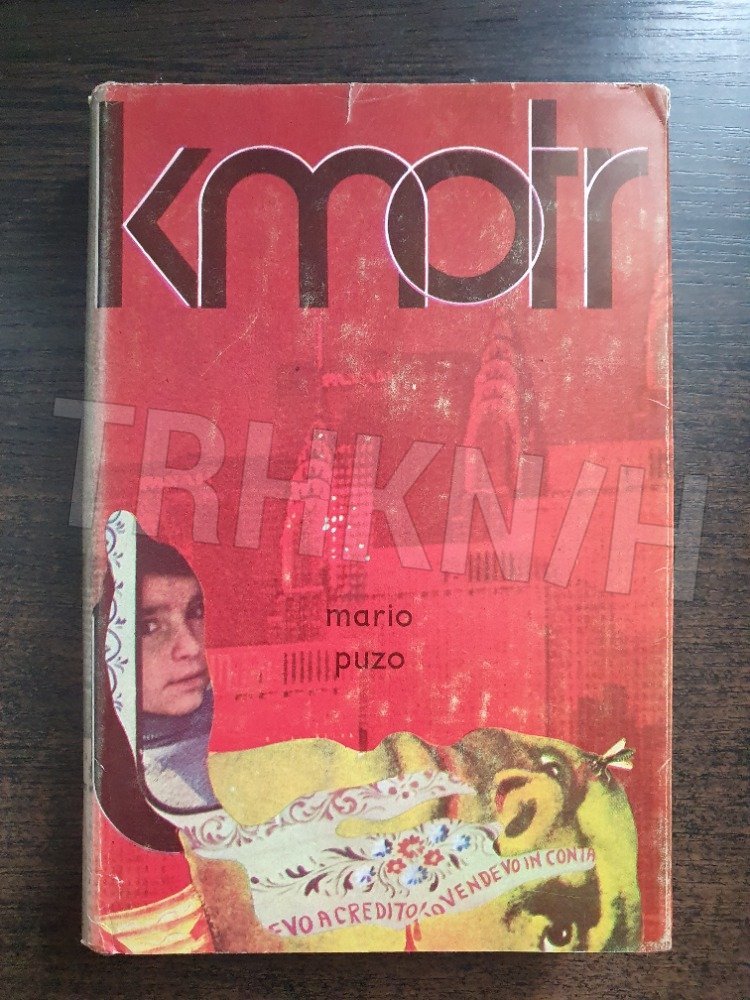 kmotr
TRHKNIH
mario
puzo
EVO A CREDITO
VENDEVO IN CONTA